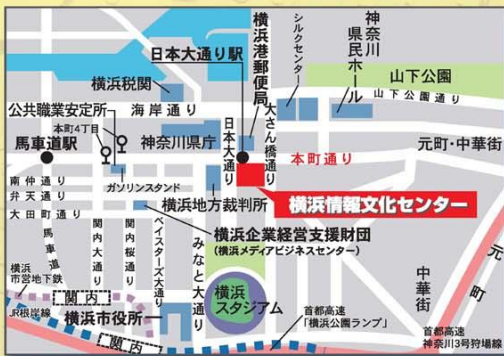 日本大通り駅
横浜港郵便局
シルクセンター
神奈川
県民ホール
山下公園
横浜税関
海岸通り
山下公園通り
公共職業安定所
本町4丁目
馬車道駅
神奈川県庁
日本大通り
大さん橋通り
本町通り
元町・中華街
南仲通り
弁天通り
太田町通り
ガソリンスタンド
横浜地方裁判所
横浜情報文化センター
横浜企業経営支援財団
(横浜メディアビジネスセンター)
馬車道
関内大通り
関内桜通り
ベイスターズ大通り
みなと大通り
横浜
スタジアム
中華街
元町
横浜
市営地下鉄
関内
JR根岸線
横浜市役所
関内
首都高速
「横浜公園ランプ」
首都高速
神奈川3号狩場線